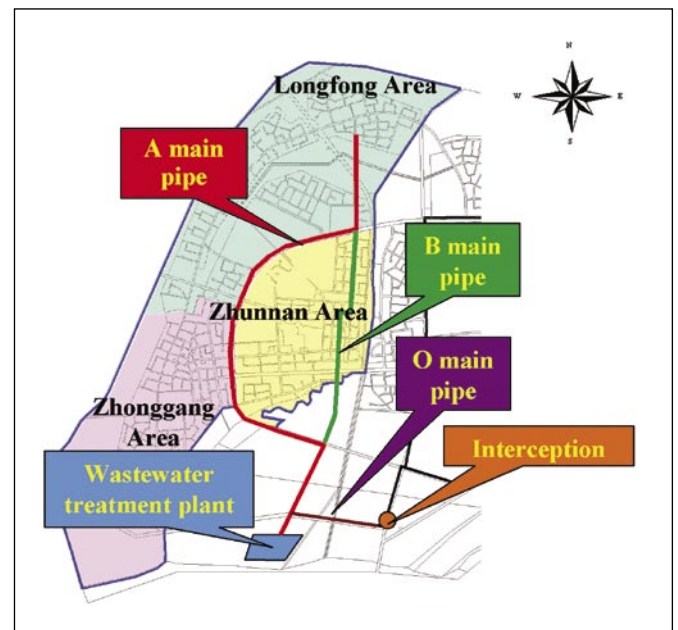 N
Longfong Area
W
E
S
A main
pipe
B main
pipe
Zhunnan Area
O main
pipe
Zhonggang
Area
Interception
Wastewater
treatment plant